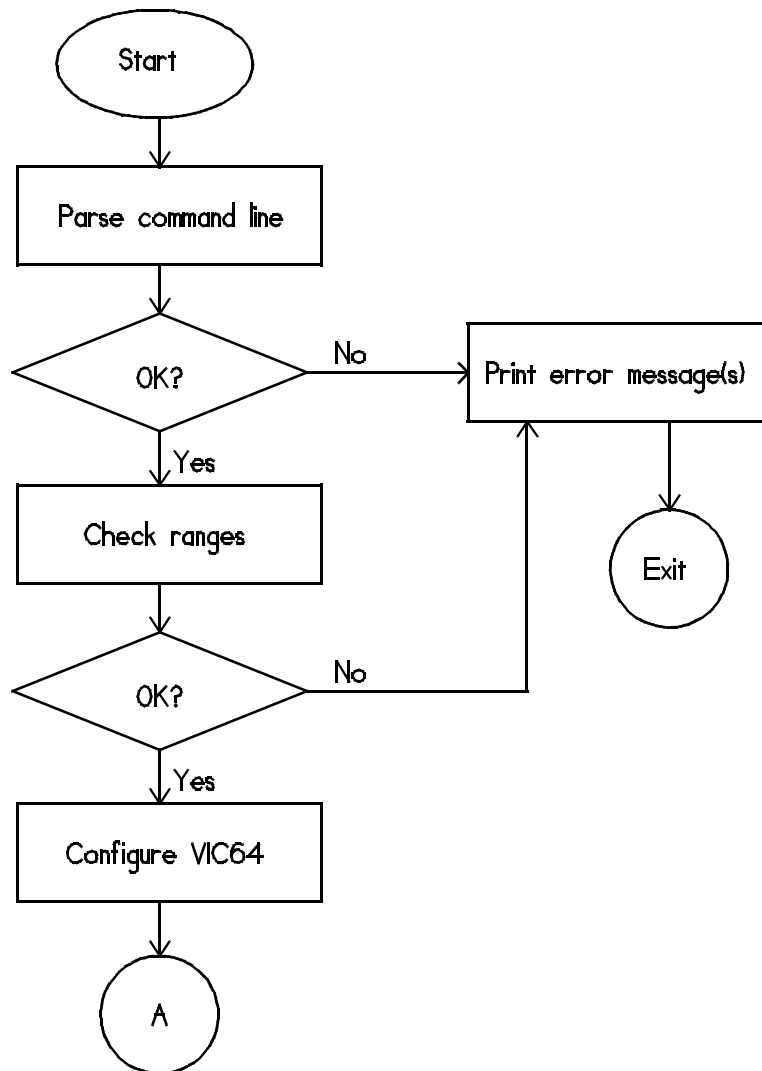 Start
Parse command line
OK?
No
Print error message(s)
Yes
Check ranges
Exit
OK?
No
Yes
Configure VIC64
A